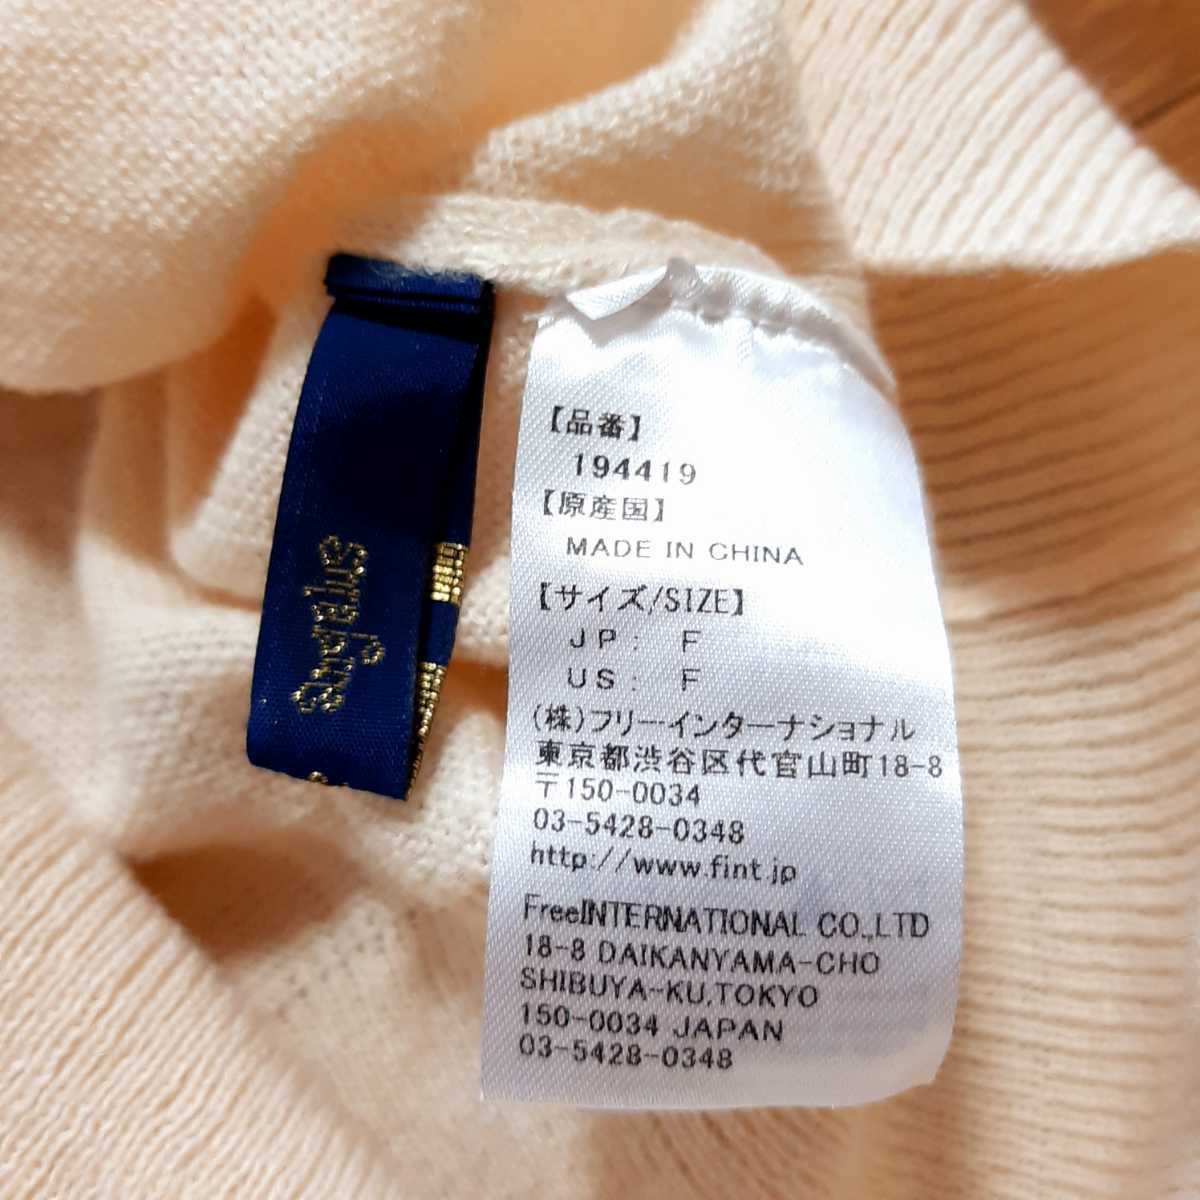 【品番】
194419
【原産国】
MADE IN CHINA
【サイズ/SIZE】
JP: F
US: F
(株)フリーインターナショナル
東京都渋谷区代官山町18-8
〒150-0034
03-5428-0348
http://www.fint.jp
FreeINTERNATIONAL CO.,LTD
18-8 DAIKANYAMA-CHO
SHIBUYA-KU,TOKYO
150-0034 JAPAN
03-5428-0348